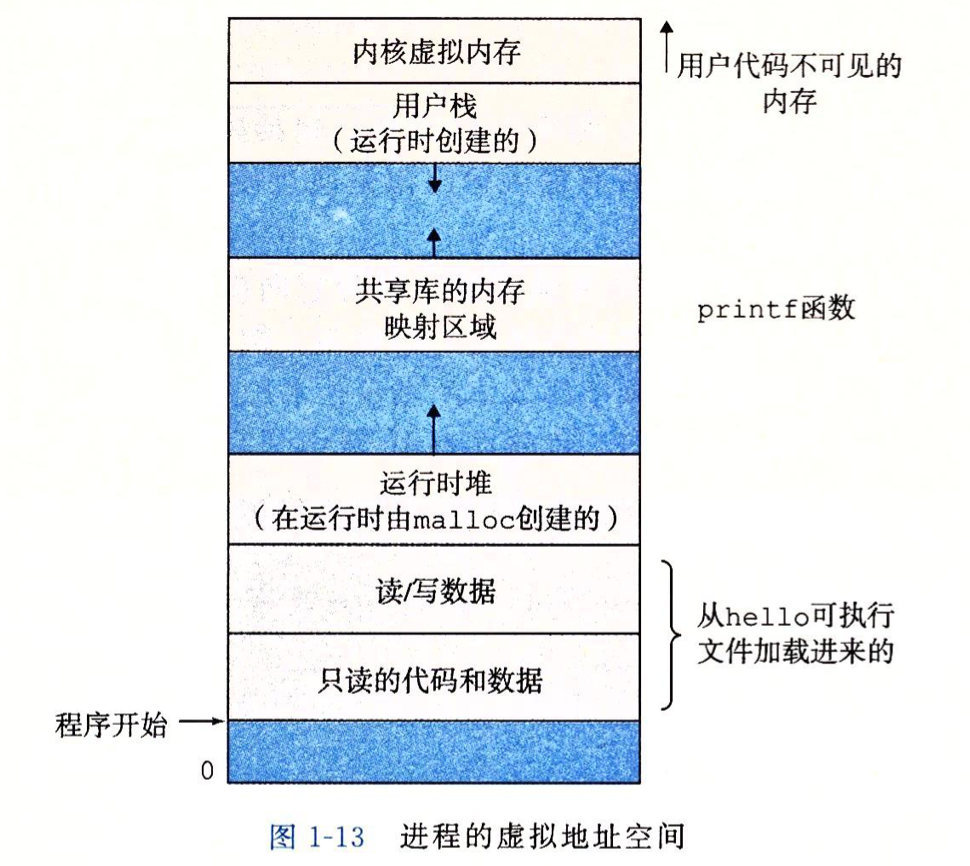 内核虚拟内存
用户代码不可见的
内存
用户栈
（运行时创建的）
共享库的内存
映射区域
printf函数
运行时堆
（在运行时由malloc创建的）
读/写数据
从hello可执行
文件加载进来的
只读的代码和数据
程序开始
0
图 1-13 进程的虚拟地址空间